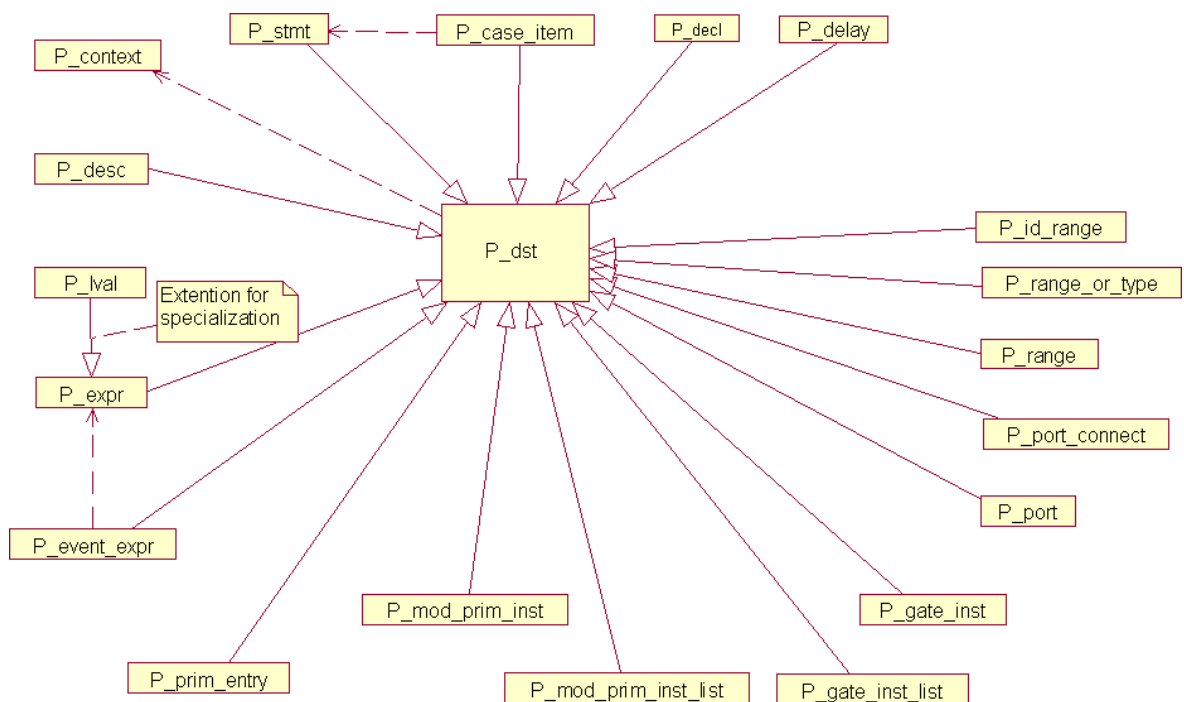 P_stmt
P_case_item
P_decl
P_delay
P_context
P_desc
P_dst
P_id_range
P_lval
Extention for
specialization
P_range_or_type
P_range
P_expr
P_port_connect
P_port
P_event_expr
P_mod_prim_inst
P_gate_inst
P_prim_entry
P_mod_prim_inst_list
P_gate_inst_list